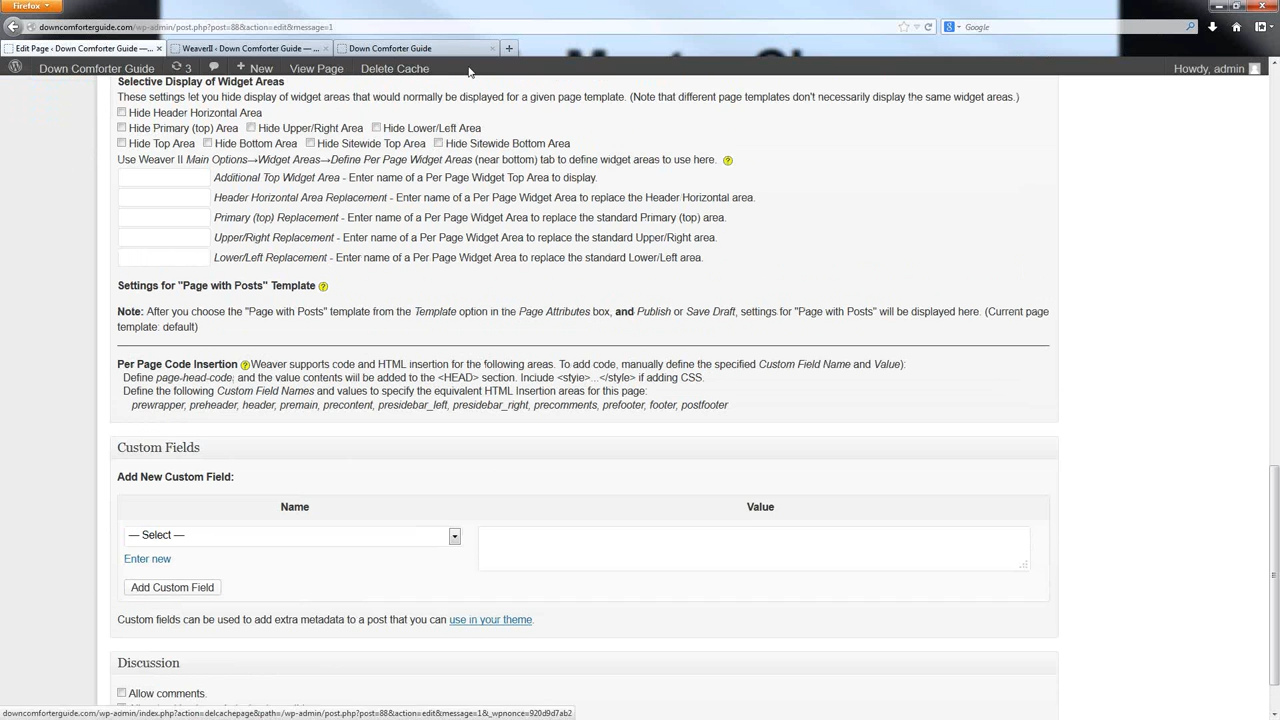 Firefox
downcomforterguide.com/wp-admin/post.php?post=88&action=edit&message=1
Google
Edit Page ‹ Down Comforter Guide —... ×
WeaverII ‹ Down Comforter Guide — ... ×
Down Comforter Guide ×
Down Comforter Guide 3 New View Page Delete Cache Howdy, admin
Selective Display of Widget Areas
These settings let you hide display of widget areas that would normally be displayed for a given page template. (Note that different page templates don't necessarily display the same widget areas.)
Hide Header Horizontal Area
Hide Primary (top) Area Hide Upper/Right Area Hide Lower/Left Area
Hide Top Area Hide Bottom Area Hide Sitewide Top Area Hide Sitewide Bottom Area
Use Weaver II Main Options→Widget Areas→Define Per Page Widget Areas (near bottom) tab to define widget areas to use here. ?
Additional Top Widget Area - Enter name of a Per Page Widget Top Area to display.
Header Horizontal Area Replacement - Enter name of a Per Page Widget Area to replace the Header Horizontal area.
Primary (top) Replacement - Enter name of a Per Page Widget Area to replace the standard Primary (top) area.
Upper/Right Replacement - Enter name of a Per Page Widget Area to replace the standard Upper/Right area.
Lower/Left Replacement - Enter name of a Per Page Widget Area to replace the standard Lower/Left area.
Settings for "Page with Posts" Template ?
Note: After you choose the "Page with Posts" template from the Template option in the Page Attributes box, and Publish or Save Draft, settings for "Page with Posts" will be displayed here. (Current page
template: default)
Per Page Code Insertion ? Weaver supports code and HTML insertion for the following areas. To add code, manually define the specified Custom Field Name and Value):
Define page-head-code; and the value contents will be added to the <HEAD> section. Include <style>...</style> if adding CSS.
Define the following Custom Field Names and values to specify the equivalent HTML Insertion areas for this page:
prewrapper, preheader, header, premain, precontent, presidebar_left, presidebar_right, precomments, prefooter, footer, postfooter
Custom Fields
Add New Custom Field:
Name Value
— Select —
Enter new
Add Custom Field
Custom fields can be used to add extra metadata to a post that you can use in your theme.
Discussion
Allow comments.
downcomforterguide.com/wp-admin/index.php?action=delcachepage&path=/wp-admin/post.php?post=88&action=edit&message=1&_wpnonce=920d9d7ab2